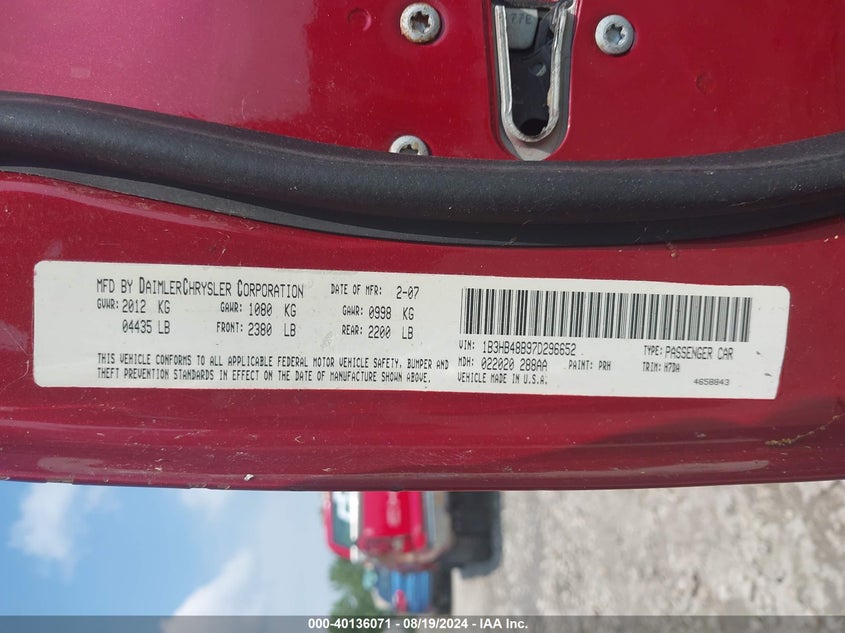 77E
MFD BY DAIMLERCHRYSLER CORPORATION DATE OF MFR: 2-07
GVWR: 2012 KG GAWR: 1080 KG GAWR: 0998 KG
04435 LB FRONT: 2380 LB REAR: 2200 LB
THIS VEHICLE CONFORMS TO ALL APPLICABLE FEDERAL MOTOR VEHICLE SAFETY, BUMPER AND
THEFT PREVENTION STANDARDS IN EFFECT ON THE DATE OF MANUFACTURE SHOWN ABOVE.
VIN: 1B3HB48B97D296652 TYPE: PASSENGER CAR
MDH: 022020 288AA PAINT: PRH TRIM: H7DA
VEHICLE MADE IN U.S.A. 4658843
000-40136071 - 08/19/2024 - IAA Inc.